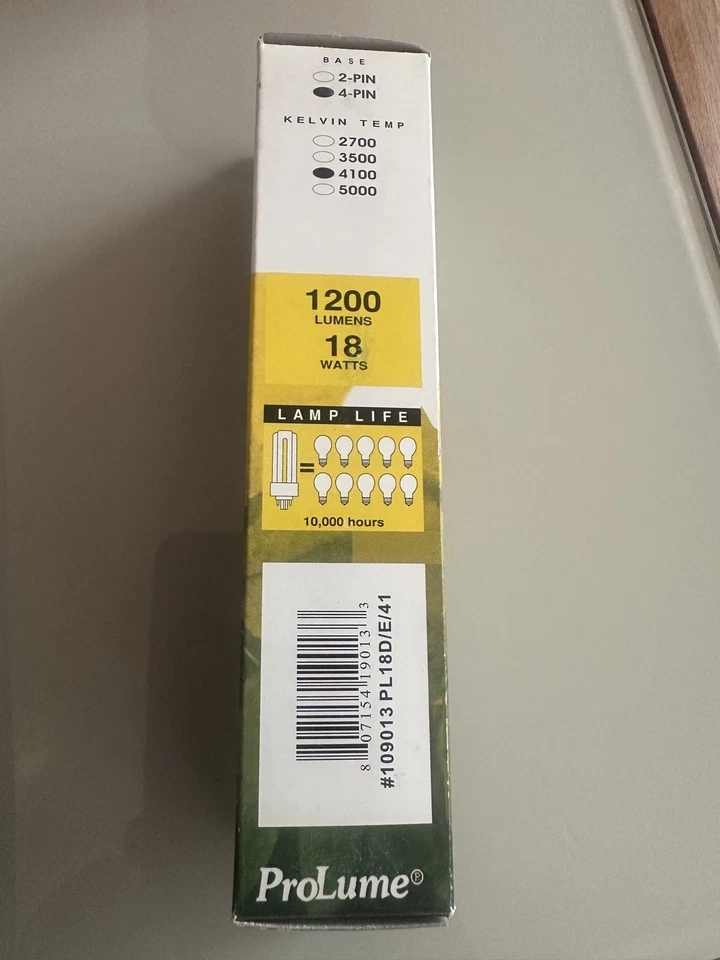 BASE
2-PIN
4-PIN
KELVIN TEMP
2700
3500
4100
5000
1200
LUMENS
18
WATTS
LAMP LIFE
=
10,000 hours
8 07154 19013 3
#109013 PL18D/E/41
ProLume®